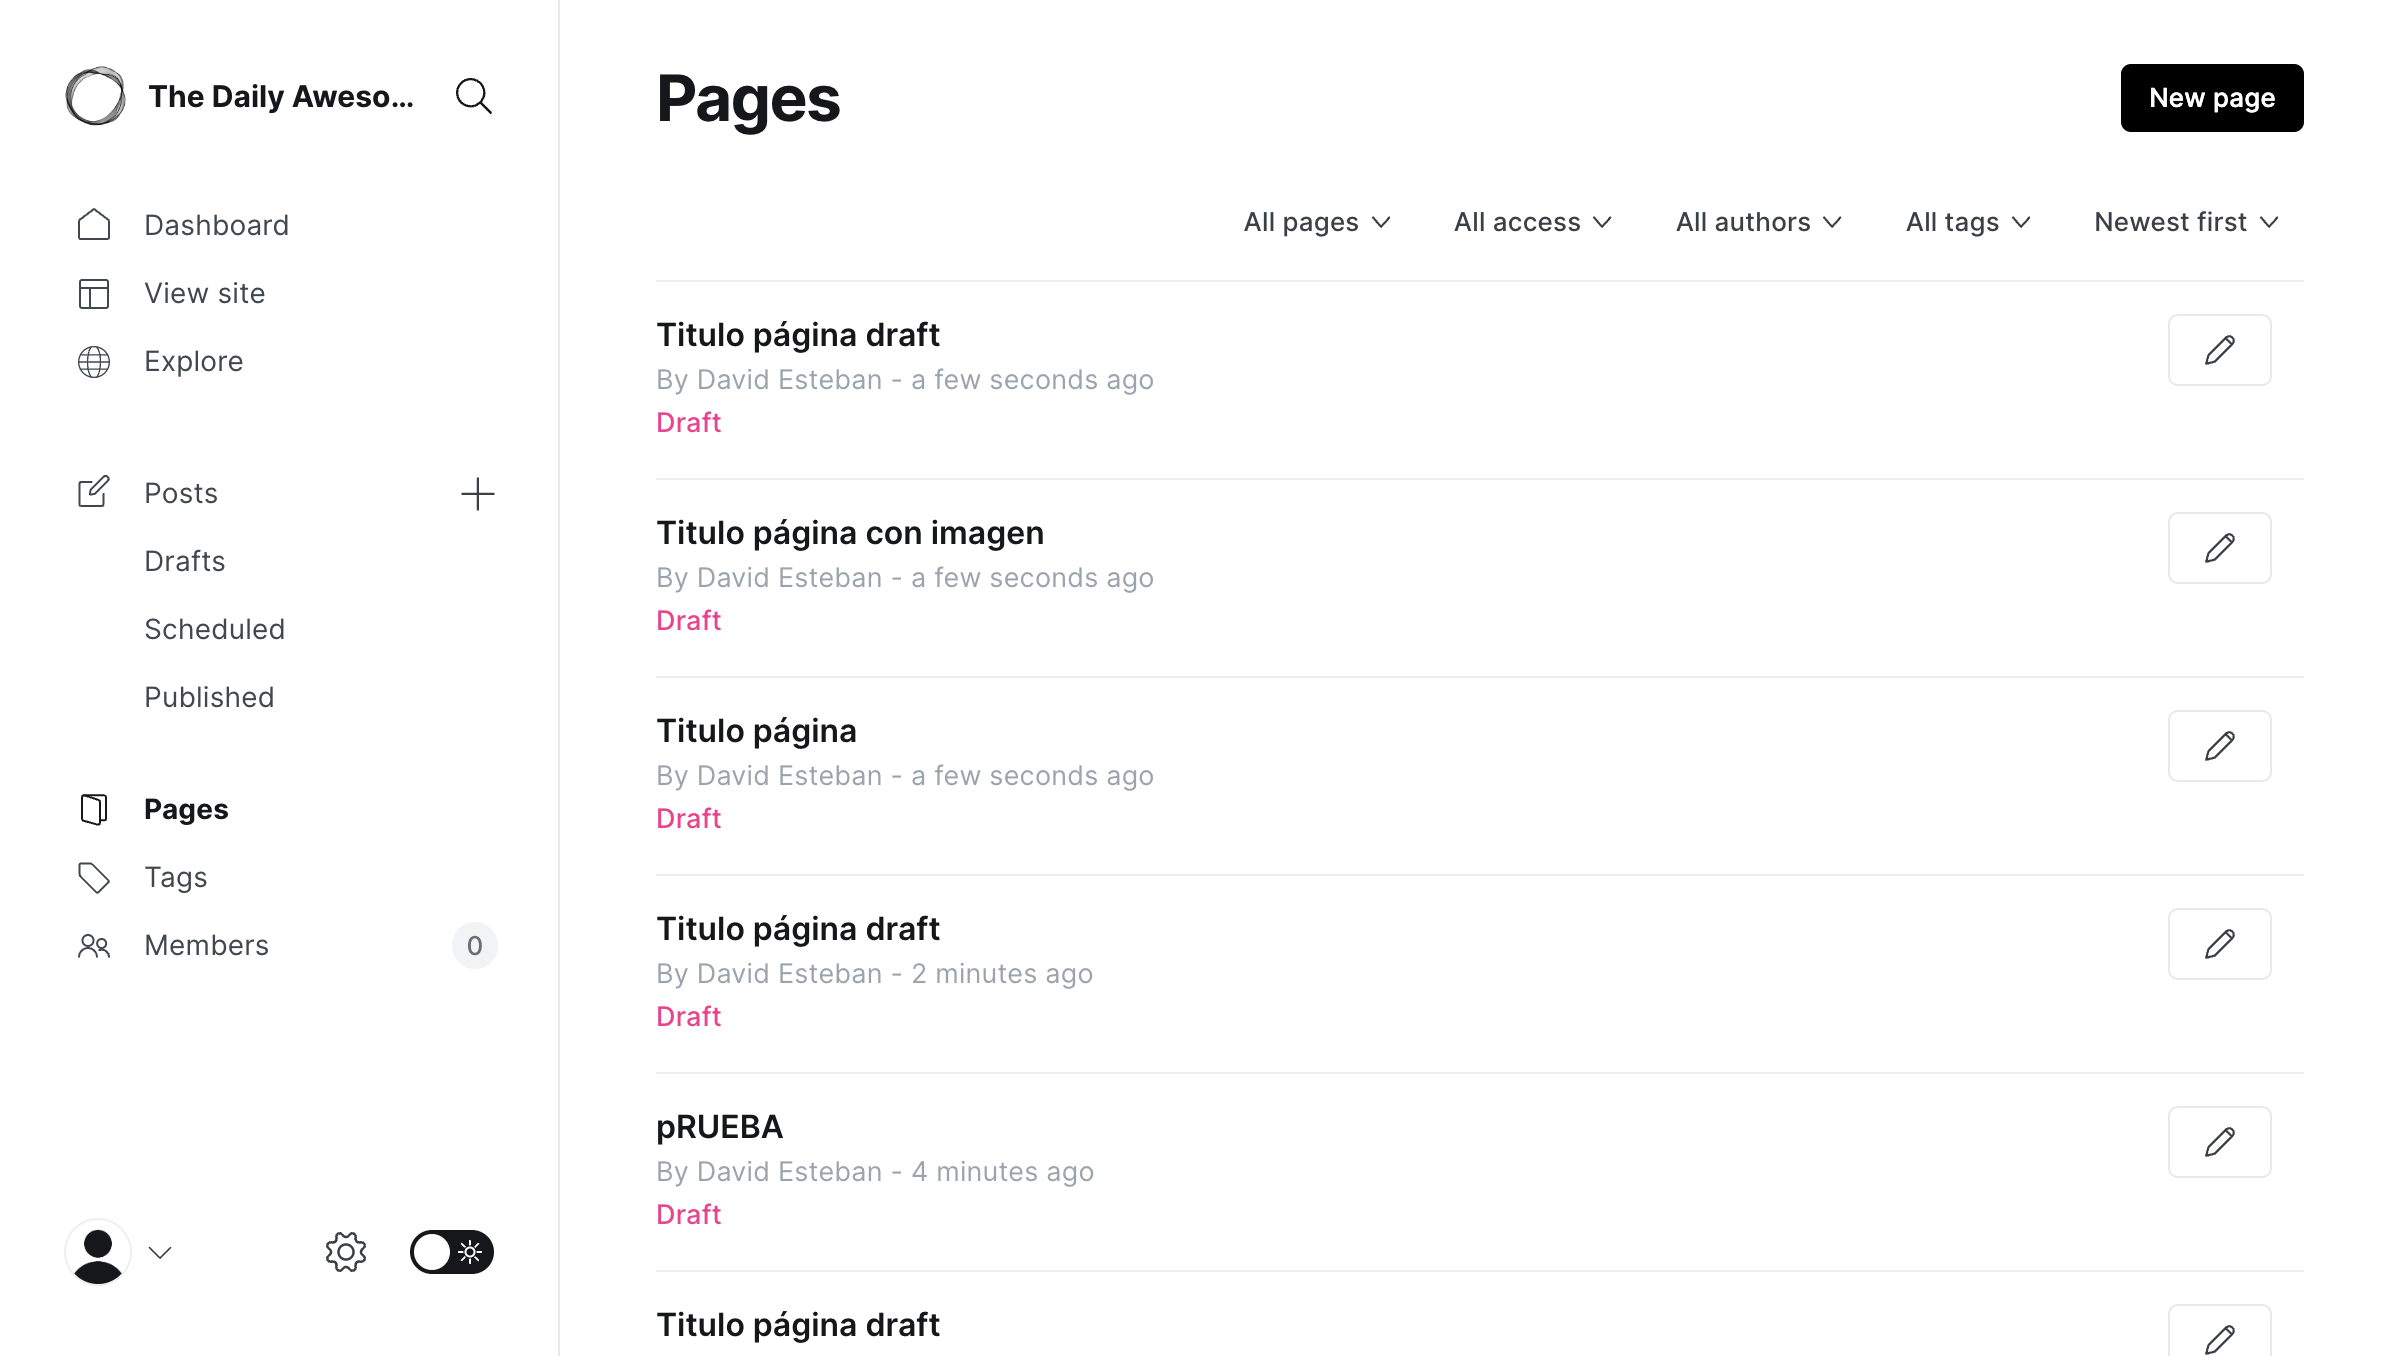 The Daily Aweso...
Dashboard
View site
Explore
Posts
Drafts
Scheduled
Published
Pages
Tags
Members 0
Pages
New page
All pages All access All authors All tags Newest first
Titulo página draft
By David Esteban - a few seconds ago
Draft
Titulo página con imagen
By David Esteban - a few seconds ago
Draft
Titulo página
By David Esteban - a few seconds ago
Draft
Titulo página draft
By David Esteban - 2 minutes ago
Draft
pRUEBA
By David Esteban - 4 minutes ago
Draft
Titulo página draft